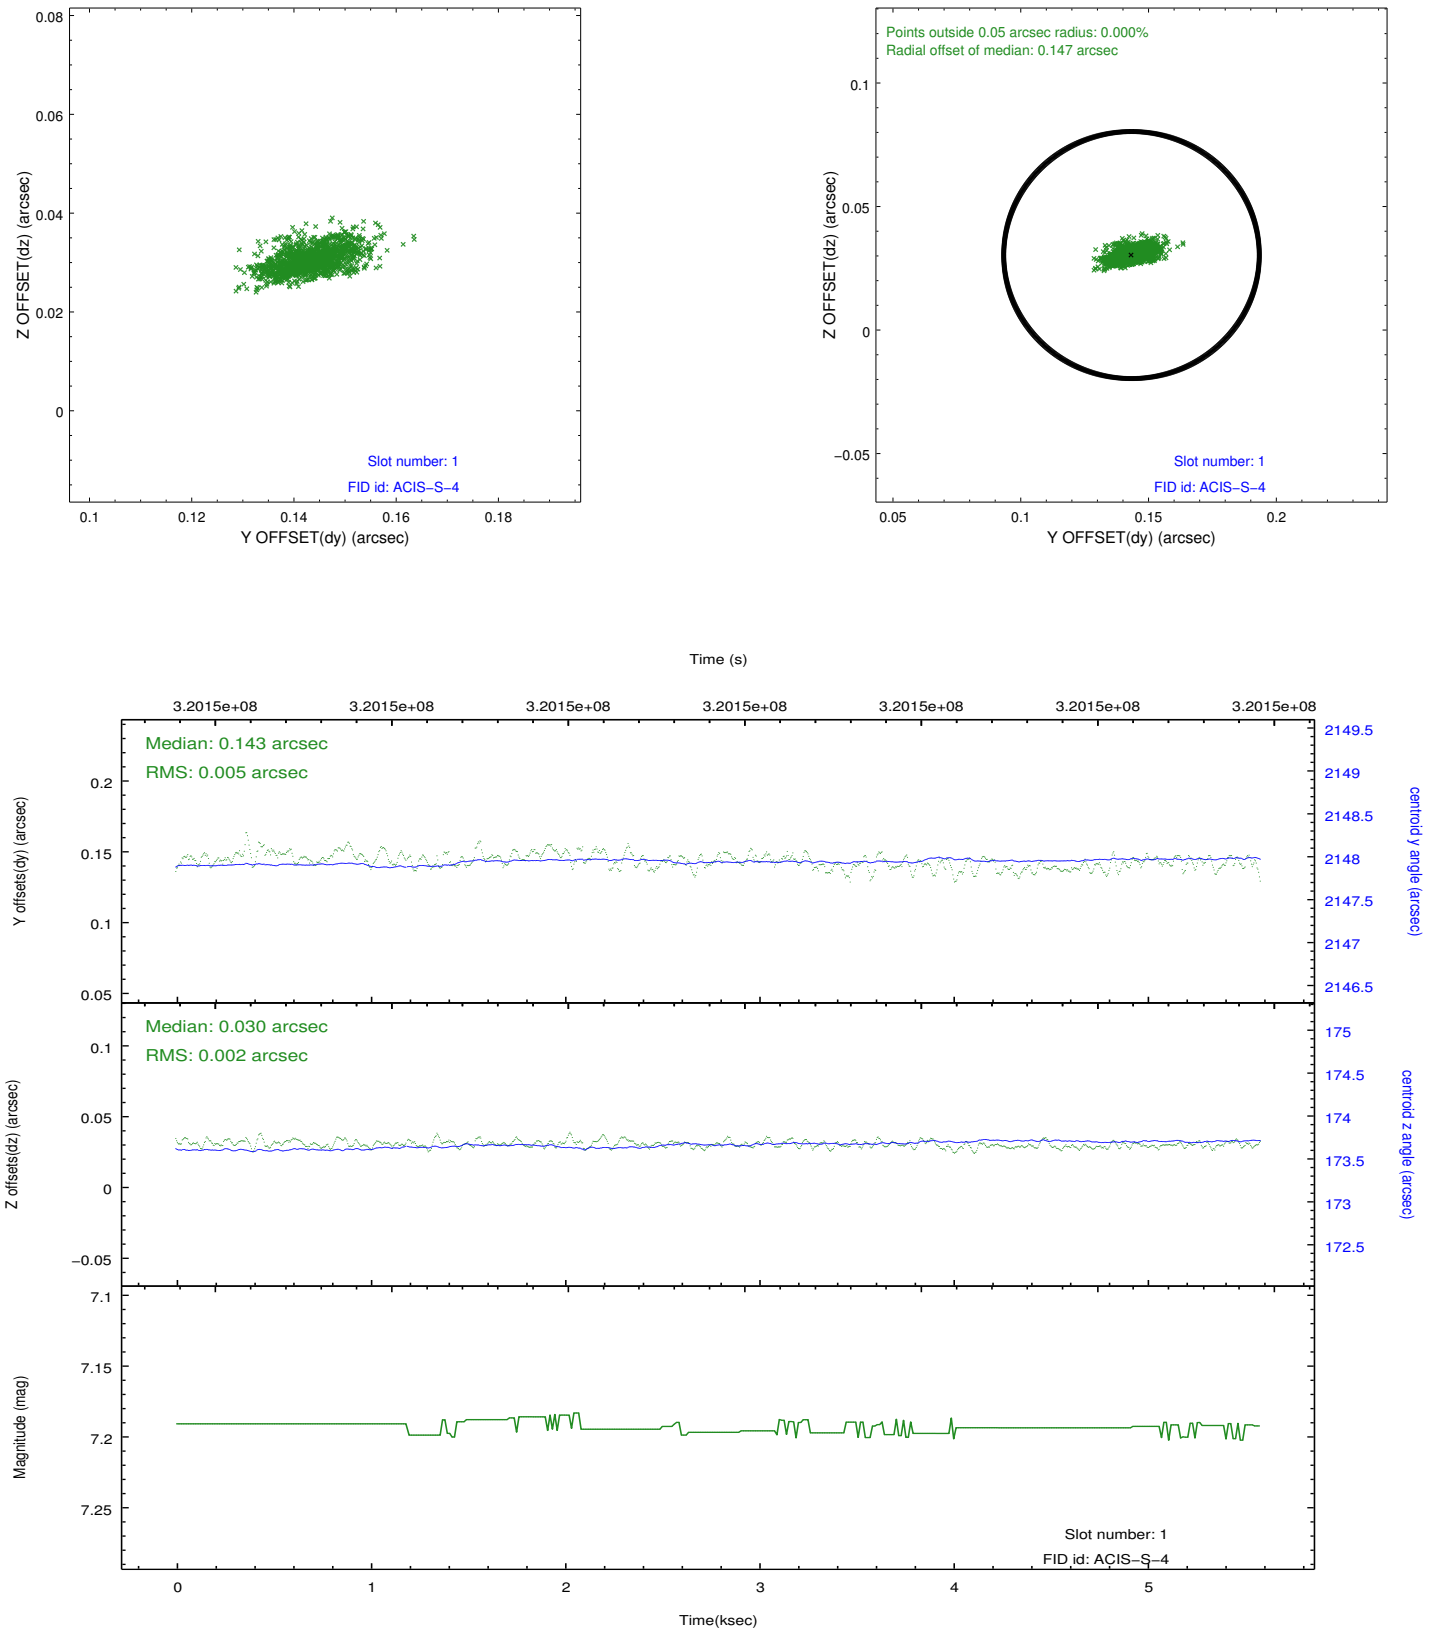 0.08
0.06
0.04
0.02
0
Z OFFSET(dz) (arcsec)
Slot number: 1
FID id: ACIS−S−4
0.1 0.12 0.14 0.16 0.18
Y OFFSET(dy) (arcsec)
Points outside 0.05 arcsec radius: 0.000%
Radial offset of median: 0.147 arcsec
0.1
0.05
0
−0.05
Z OFFSET(dz) (arcsec)
Slot number: 1
FID id: ACIS−S−4
0.05 0.1 0.15 0.2
Y OFFSET(dy) (arcsec)
Time (s)
3.2015e+08 3.2015e+08 3.2015e+08 3.2015e+08 3.2015e+08 3.2015e+08 3.2015e+08
Median: 0.143 arcsec
RMS: 0.005 arcsec
0.2
0.15
0.1
0.05
Y offsets(dy) (arcsec)
2149.5
2149
2148.5
2148
2147.5
2147
2146.5
centroid y angle (arcsec)
Median: 0.030 arcsec
RMS: 0.002 arcsec
0.1
0.05
0
−0.05
Z offsets(dz) (arcsec)
175
174.5
174
173.5
173
172.5
centroid z angle (arcsec)
7.1
7.15
7.2
7.25
Magnitude (mag)
Slot number: 1
FID id: ACIS−S−4
0 1 2 3 4 5
Time(ksec)